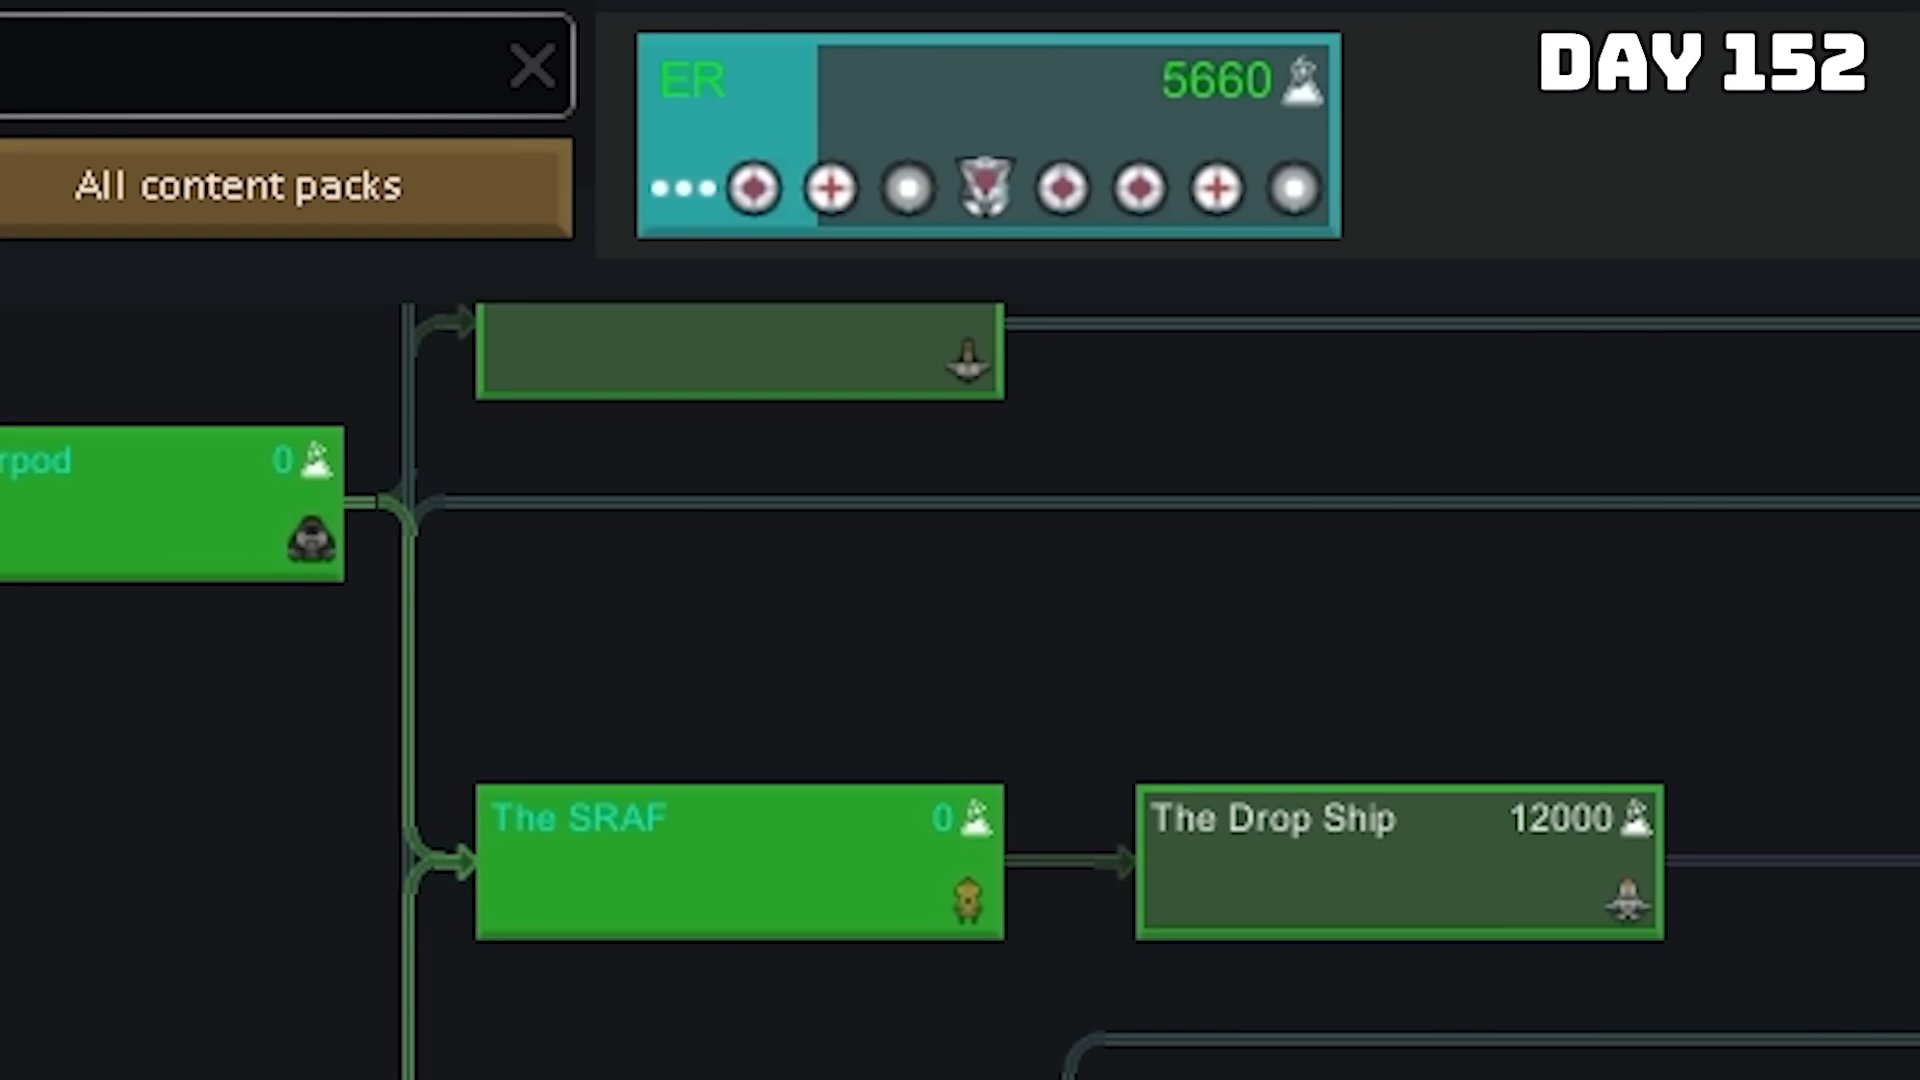 DAY 152
ER 5660
All content packs
rpod 0
The SRAF 0
The Drop Ship 12000